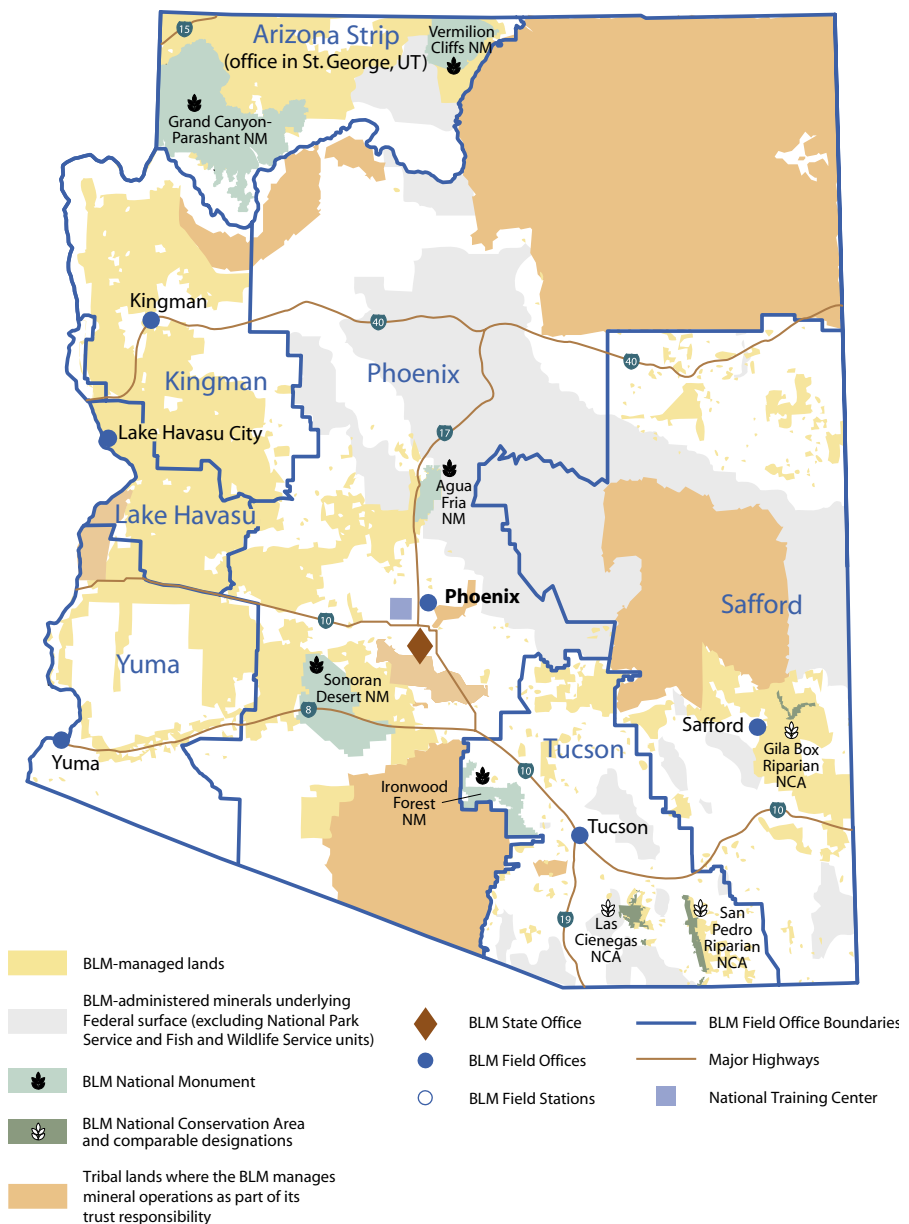 15
Arizona Strip
(office in St. George, UT)
Vermilion
Cliffs NM
Grand Canyon-
Parashant NM
Kingman
40
Phoenix
40
Kingman
17
Lake Havasu City
Agua
Fria
NM
Lake Havasu
Phoenix
Safford
10
Yuma
Sonoran
Desert NM
8
Safford
Gila Box
Riparian
NCA
Yuma
Tucson
10
Ironwood
Forest
NM
10
Tucson
19
Las
Cienegas
NCA
San
Pedro
Riparian
NCA
BLM-managed lands
BLM-administered minerals underlying
Federal surface (excluding National Park
Service and Fish and Wildlife Service units)
BLM National Monument
BLM National Conservation Area
and comparable designations
Tribal lands where the BLM manages
mineral operations as part of its
trust responsibility
BLM State Office
BLM Field Offices
BLM Field Stations
BLM Field Office Boundaries
Major Highways
National Training Center